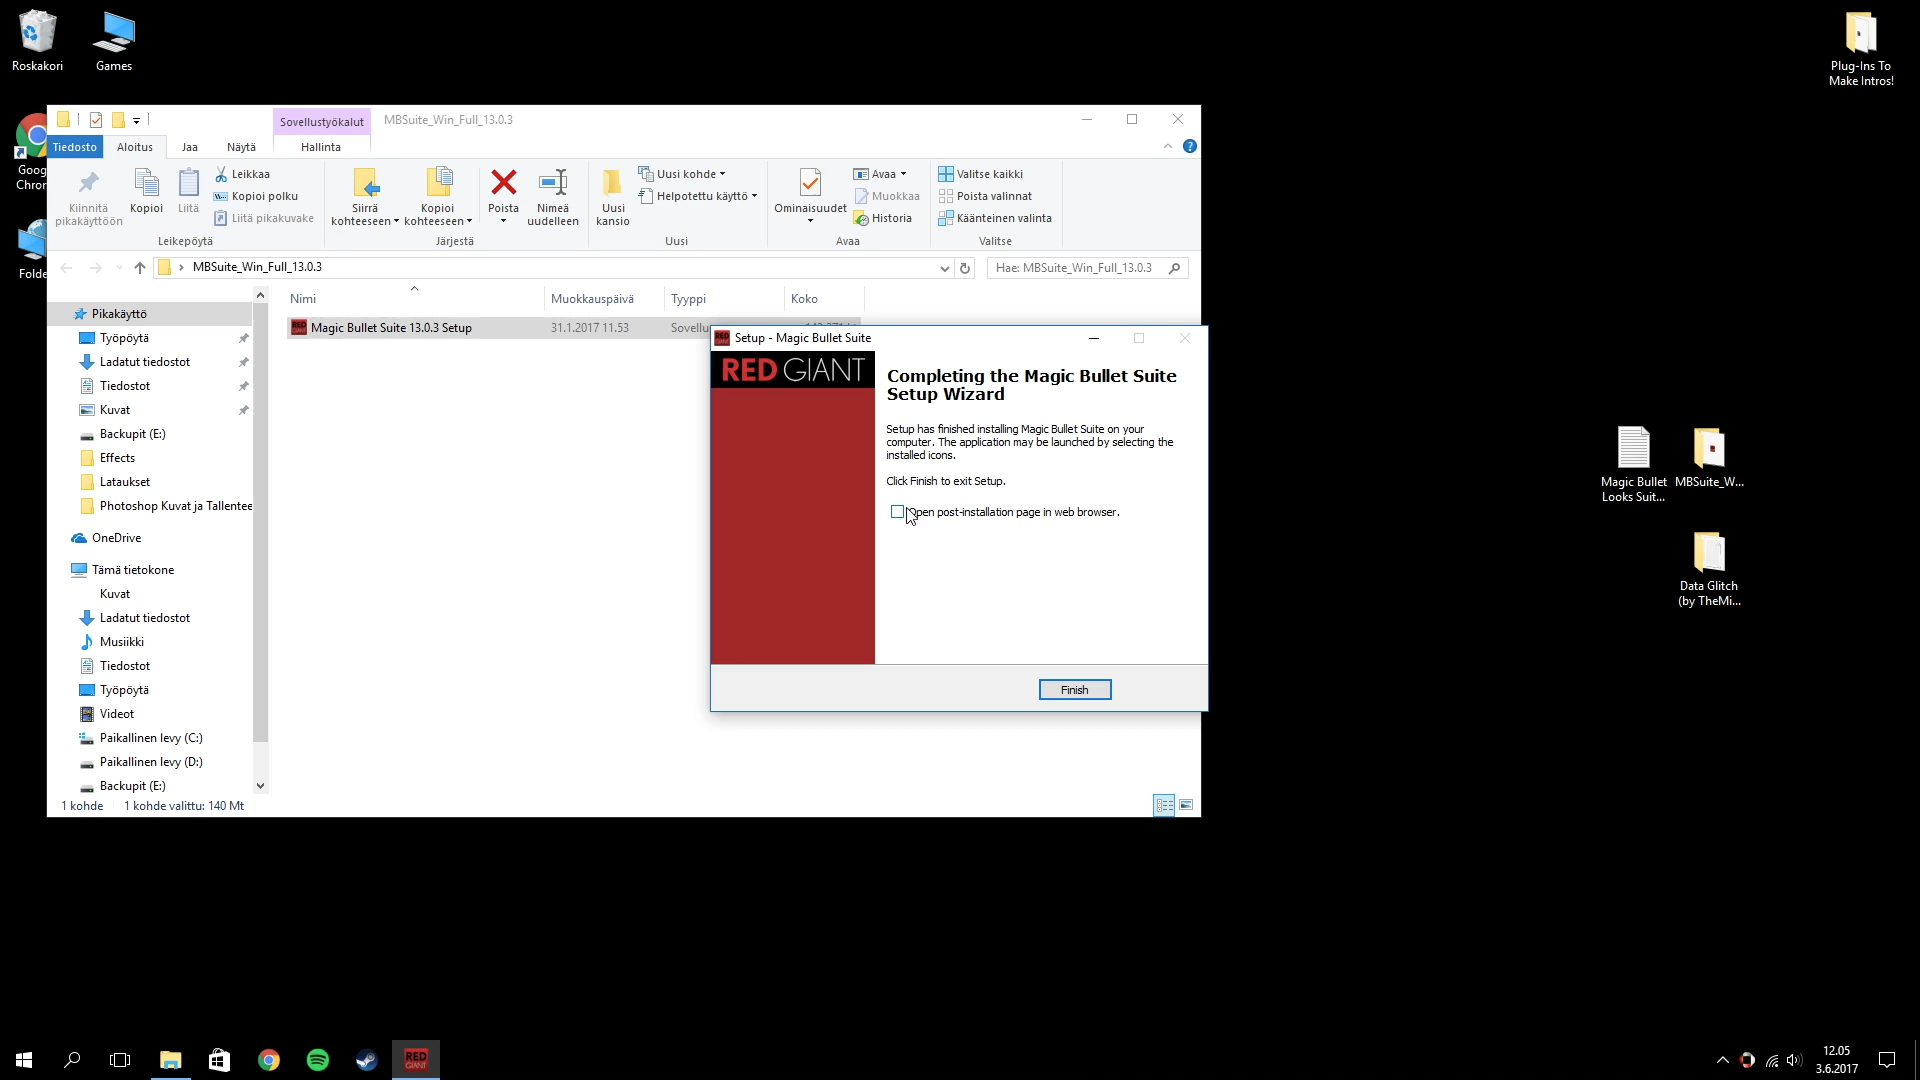 Roskakori
Games
Plug-Ins To
Make Intros!
Goog
Chron
Folde
Sovellustyökalut
MBSuite_Win_Full_13.0.3
Tiedosto
Aloitus
Jaa
Näytä
Hallinta
Kiinnitä
pikakäyttöön
Kopioi
Liitä
Leikkaa
Kopioi polku
Liitä pikakuvake
Leikepöytä
Siirrä
kohteeseen
Kopioi
kohteeseen
Poista
Nimeä
uudelleen
Järjestä
Uusi
kansio
Uusi kohde
Helpotettu käyttö
Uusi
Ominaisuudet
Avaa
Muokkaa
Historia
Avaa
Valitse kaikki
Poista valinnat
Käänteinen valinta
Valitse
MBSuite_Win_Full_13.0.3
Hae: MBSuite_Win_Full_13.0.3
Nimi
Muokkauspäivä
Tyyppi
Koko
Magic Bullet Suite 13.0.3 Setup
31.1.2017 11.53
Sovellu
Pikakäyttö
Työpöytä
Ladatut tiedostot
Tiedostot
Kuvat
Backupit (E:)
Effects
Lataukset
Photoshop Kuvat ja Tallentee
OneDrive
Tämä tietokone
Kuvat
Ladatut tiedostot
Musiikki
Tiedostot
Työpöytä
Videot
Paikallinen levy (C:)
Paikallinen levy (D:)
Backupit (E:)
1 kohde
1 kohde valittu: 140 Mt
Setup - Magic Bullet Suite
RED GIANT
Completing the Magic Bullet Suite
Setup Wizard
Setup has finished installing Magic Bullet Suite on your
computer. The application may be launched by selecting the
installed icons.
Click Finish to exit Setup.
Open post-installation page in web browser.
Finish
Magic Bullet
Looks Suit...
MBSuite_W...
Data Glitch
(by TheMi...
RED
GIANT
12.05
3.6.2017